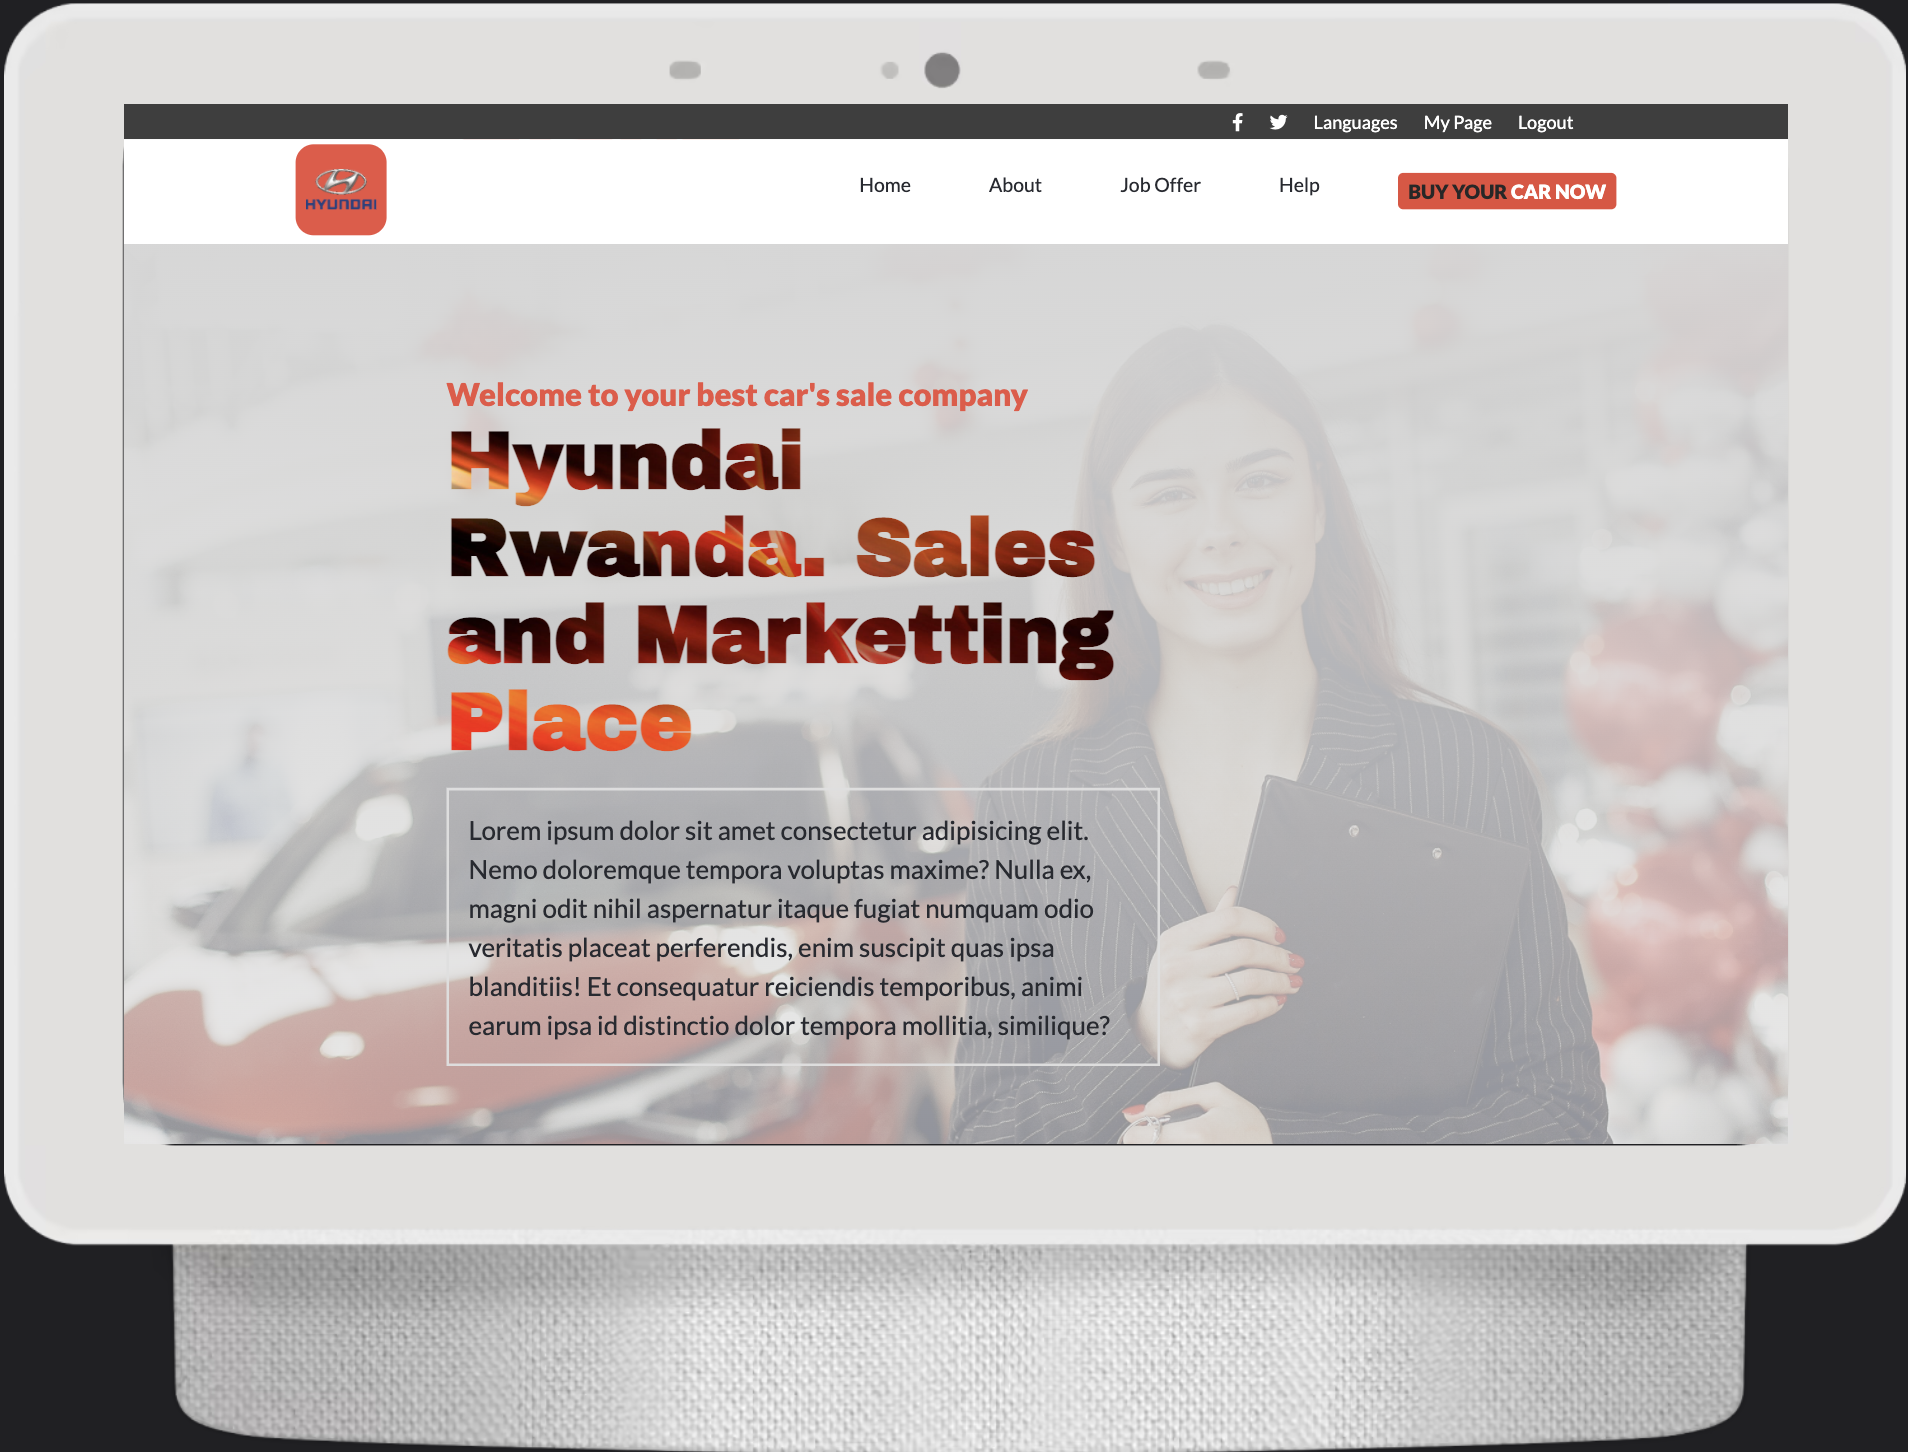 Languages My Page Logout
HYUNDAI
Home About Job Offer Help BUY YOUR CAR NOW
Welcome to your best car's sale company
Hyundai
Rwanda. Sales
and Marketting
Place
Lorem ipsum dolor sit amet consectetur adipisicing elit.
Nemo doloremque tempora voluptas maxime? Nulla ex,
magni odit nihil aspernatur itaque fugiat numquam odio
veritatis placeat perferendis, enim suscipit quas ipsa
blanditiis! Et consequatur reiciendis temporibus, animi
earum ipsa id distinctio dolor tempora mollitia, similique?